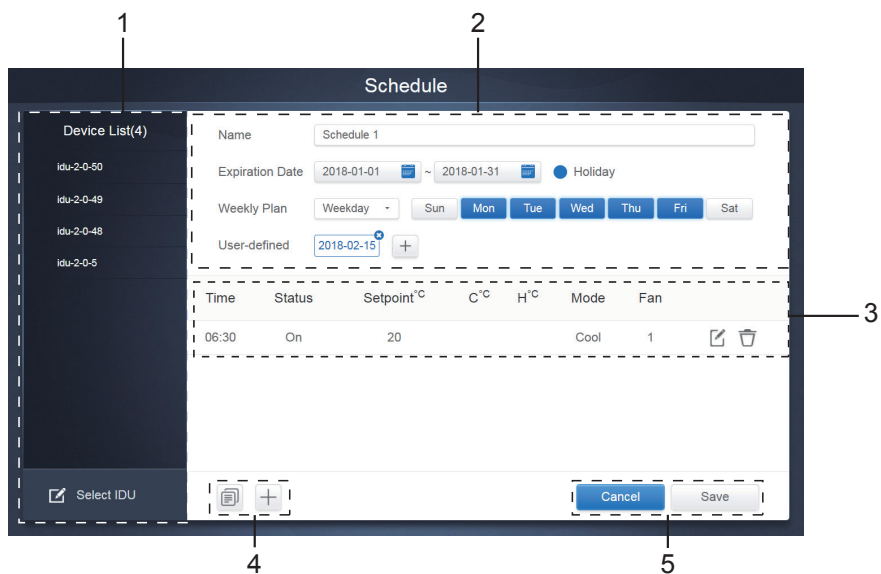 1 2
Schedule
Device List(4)
idu-2-0-50
idu-2-0-49
idu-2-0-48
idu-2-0-5
Select IDU
Name Schedule 1
Expiration Date 2018-01-01 ~ 2018-01-31 Holiday
Weekly Plan Weekday Sun Mon Tue Wed Thu Fri Sat
User-defined 2018-02-15 +
Time Status Setpoint°C C°C H°C Mode Fan
06:30 On 20 Cool 1
3
+ Cancel Save
4 5